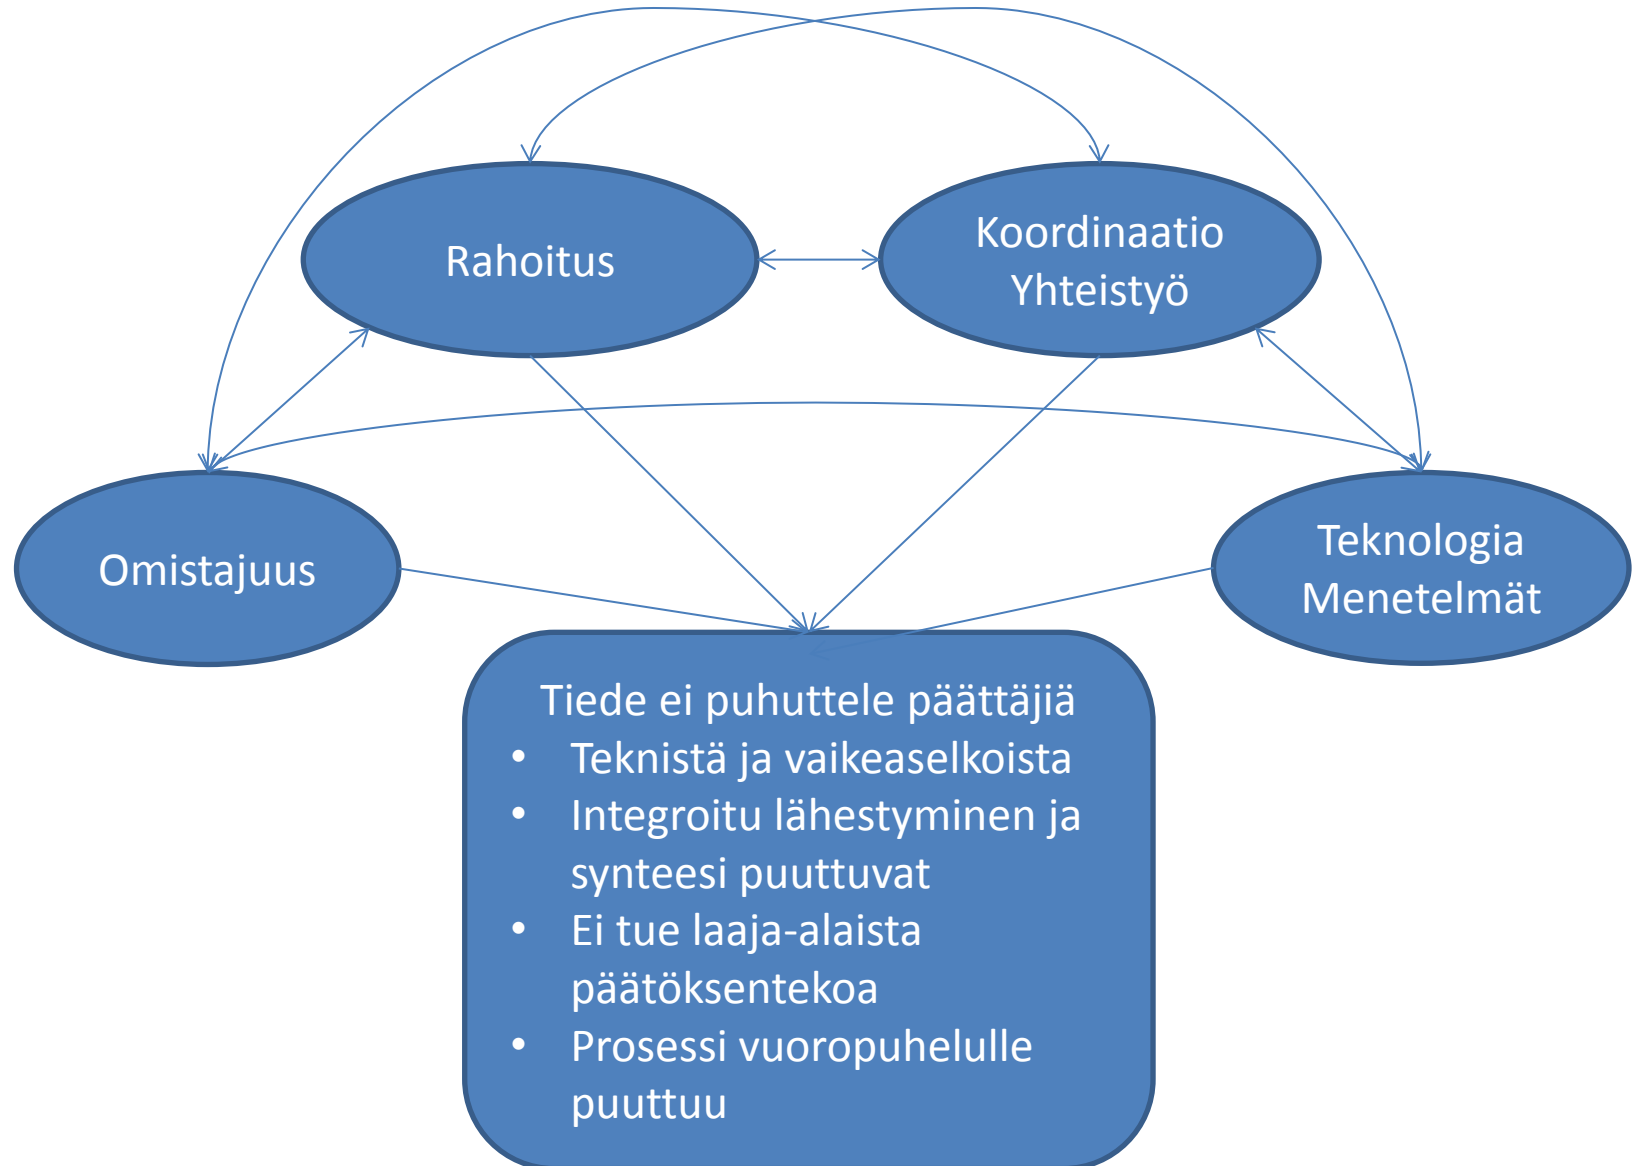 Rahoitus
Koordinaatio
Yhteistyö
Omistajuus
Teknologia
Menetelmät
Tiede ei puhuttele päättäjiä
• Teknistä ja vaikeaselkoista
• Integroitu lähestyminen ja
synteesi puuttuvat
• Ei tue laaja-alaista
päätöksentekoa
• Prosessi vuoropuhelulle
puuttuu